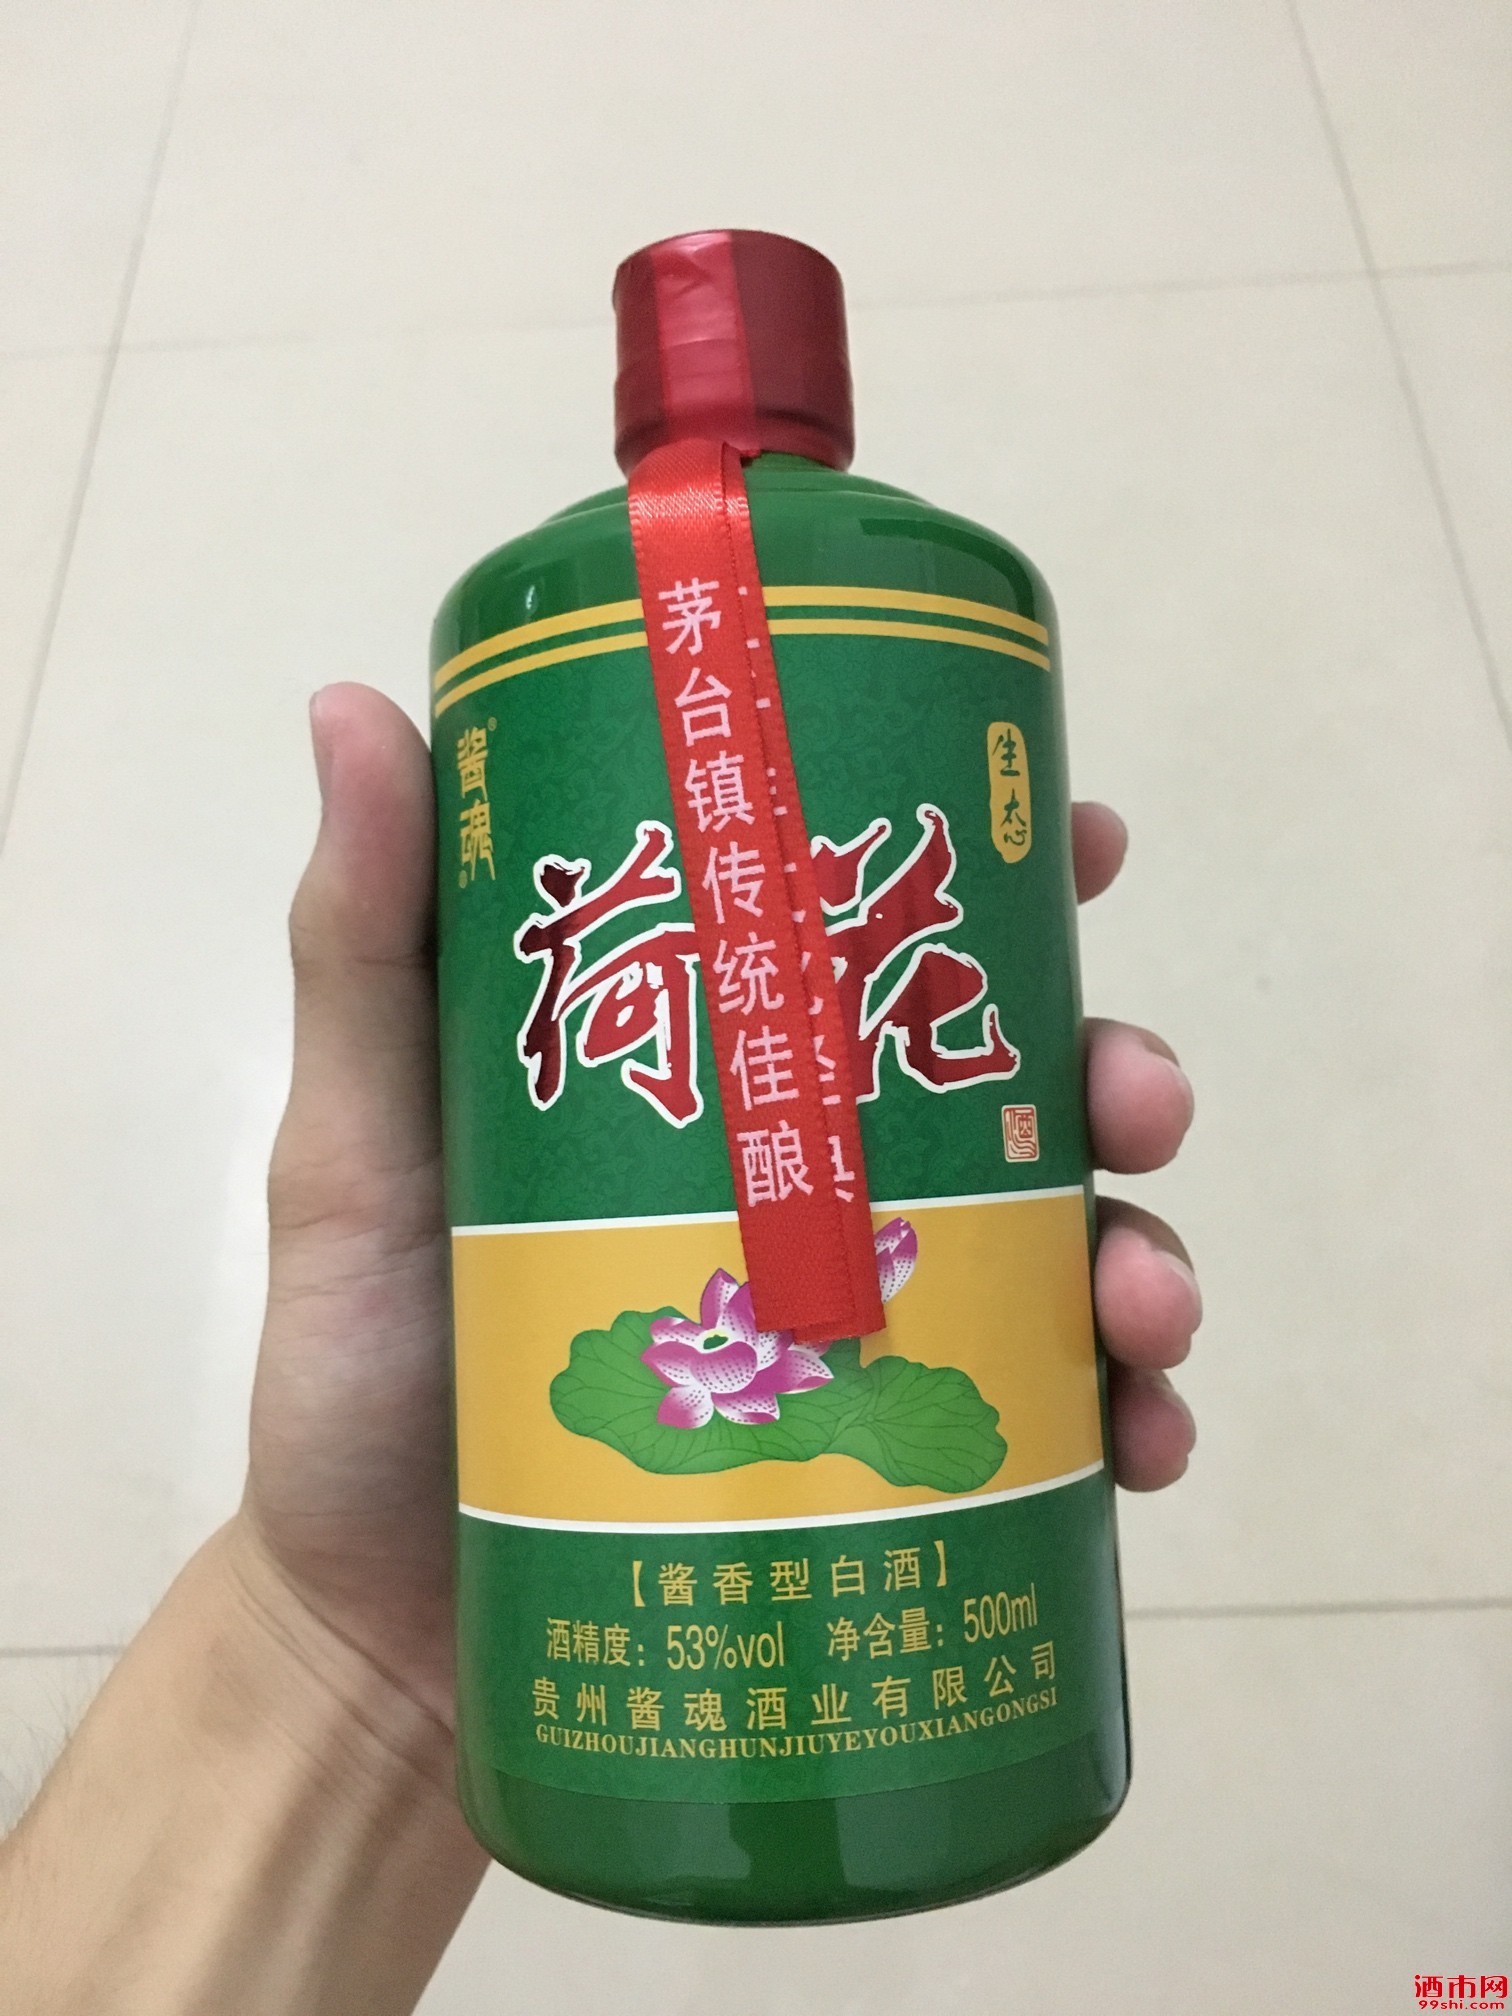 茅台镇传统佳酿
酱魂®
生态
荷花
酒
【酱香型白酒】
酒精度：53%vol 净含量：500ml
贵州酱魂酒业有限公司
GUIZHOUJIANGHUNJIUYEYOUXIANGONGSI
酒市网
99shi.com